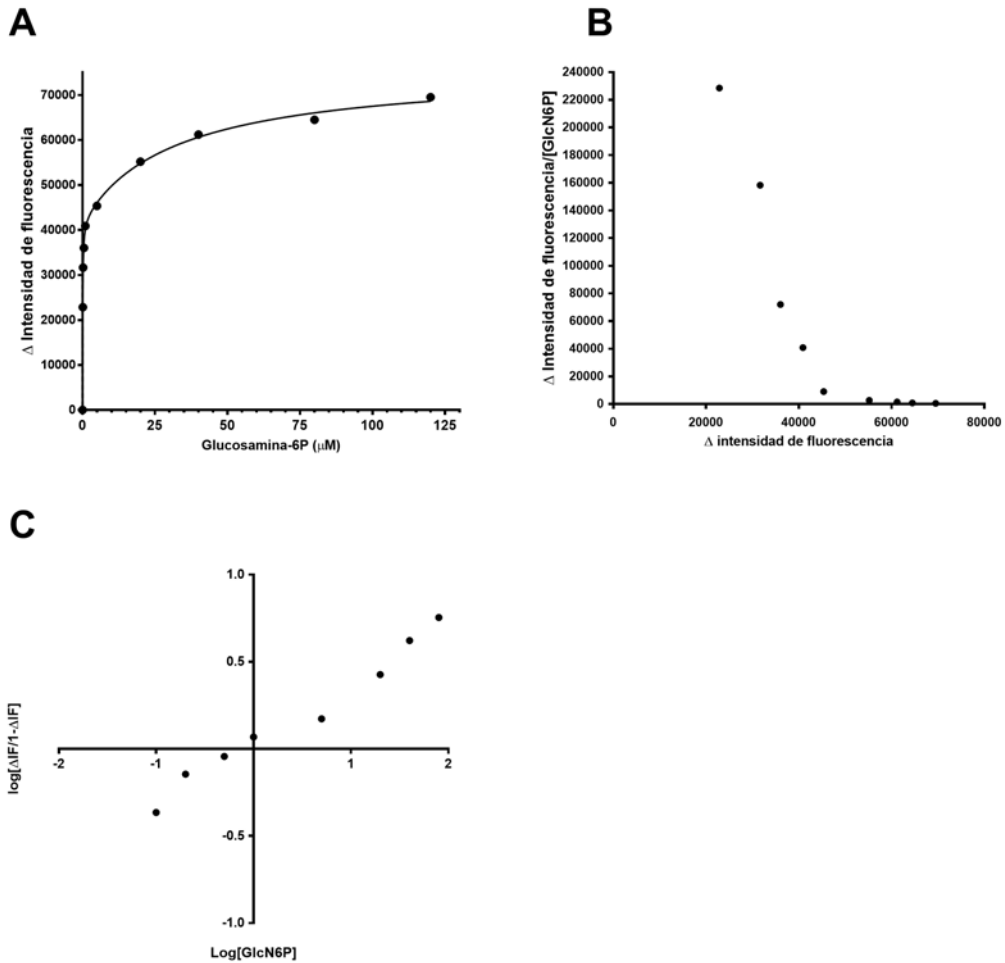 A
Δ Intensidad de fluorescencia
70000
60000
50000
40000
30000
20000
10000
0
0 25 50 75 100 125
Glucosamina-6P (μM)
B
Δ Intensidad de fluorescencia/[GlcN6P]
240000
220000
200000
180000
160000
140000
120000
100000
80000
60000
40000
20000
0
0 20000 40000 60000 80000
Δ intensidad de fluorescencia
C
log[ΔIF/1-ΔIF]
1.0
0.5
-2 -1 1 2
-0.5
-1.0
Log[GlcN6P]